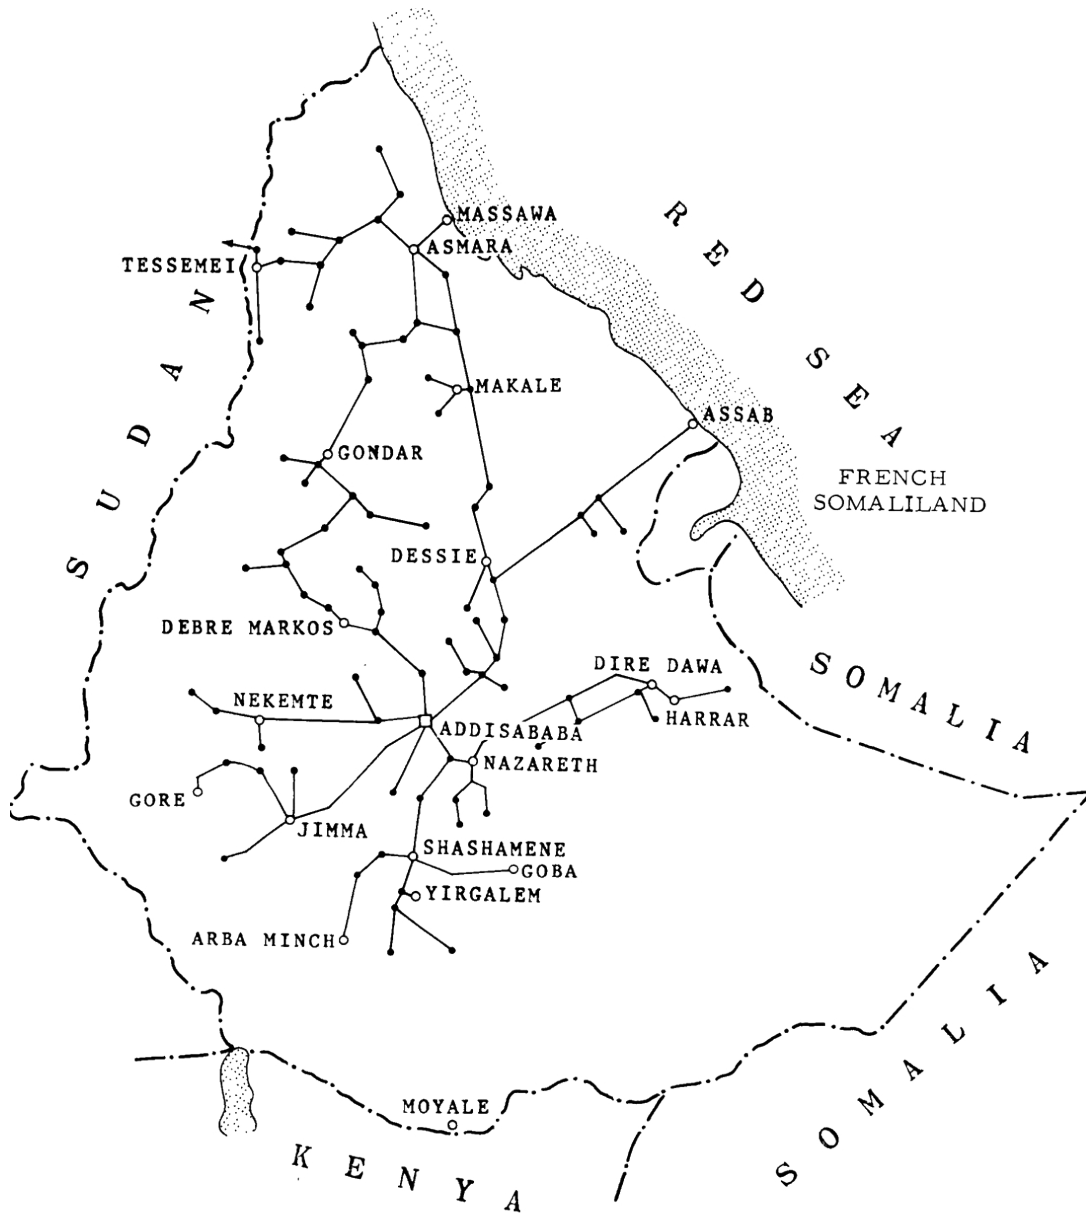 MASSAWA
RED SEA
ASMARA
TESSEMEI
SUDAN
MAKALE
ASSAB
GONDAR
FRENCH
SOMALILAND
DESSIE
DEBRE MARKOS
DIRE DAWA
SOMALIA
NEKEMTE
HARRAR
ADDISABABA
NAZARETH
GORE
JIMMA
SHASHAMENE
GOBA
YIRGALEM
ARBA MINCH
SOMALIA
MOYALE
KENYA